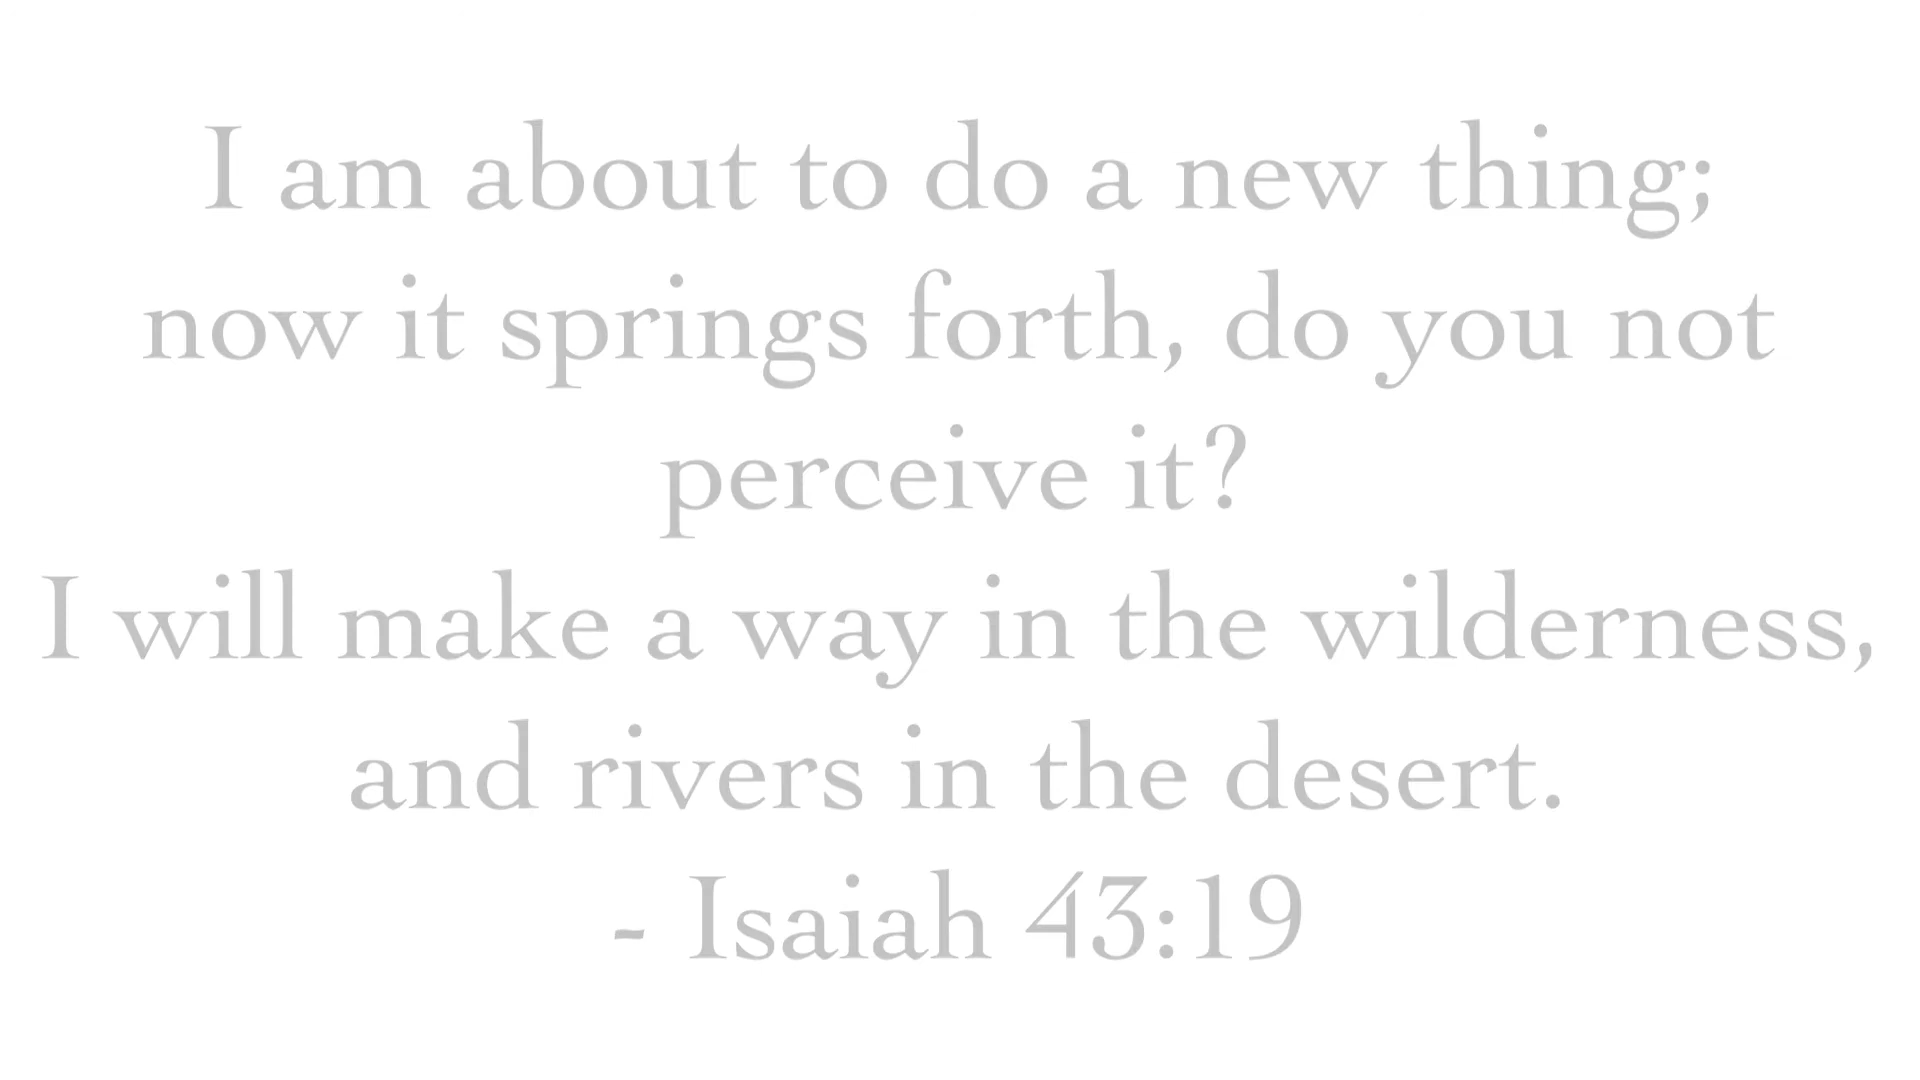 I am about to do a new thing;
now it springs forth, do you not
perceive it?
I will make a way in the wilderness,
and rivers in the desert.
- Isaiah 43:19